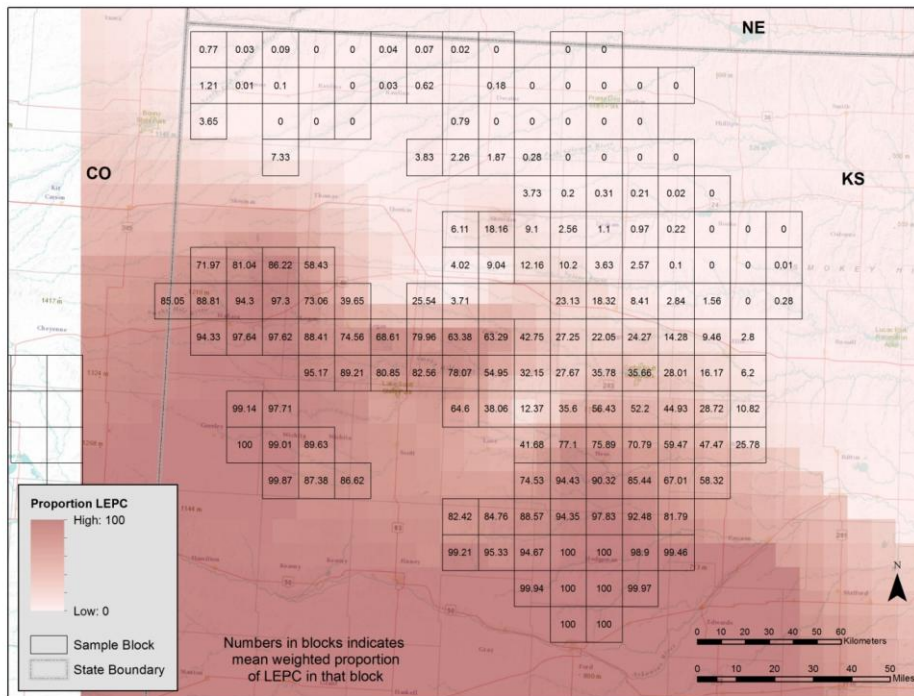 NE
0.77 0.03 0.09 0 0 0.04 0.07 0.02 0 0 0
1.21 0.01 0.1 0 0 0.03 0.62 0.18 0 0 0 0 0
3.65 0 0 0 0.79 0 0 0 0 0
CO
7.33 3.83 2.26 1.87 0.28 0 0 0 0
KS
3.73 0.2 0.31 0.21 0.02 0
6.11 18.16 9.1 2.56 1.1 0.97 0.22 0 0 0
71.97 81.04 86.22 58.43 4.02 9.04 12.16 10.2 3.63 2.57 0.1 0 0 0.01
85.05 88.81 94.3 97.3 73.06 39.65 25.54 3.71 23.13 18.32 8.41 2.84 1.56 0 0.28
94.33 97.64 97.62 88.41 74.56 68.61 79.96 63.38 63.29 42.75 27.25 22.05 24.27 14.28 9.46 2.8
95.17 89.21 80.85 82.56 78.07 54.95 32.15 27.67 35.78 35.66 28.01 16.17 6.2
99.14 97.71 64.6 38.06 12.37 35.6 56.43 52.2 44.93 28.72 10.82
100 99.01 89.63 41.68 77.1 75.89 70.79 59.47 47.47 25.78
99.87 87.38 86.62 74.53 94.43 90.32 85.44 67.01 58.32
82.42 84.76 88.57 94.35 97.83 92.48 81.79
99.21 95.33 94.67 100 100 98.9 99.46
99.94 100 100 99.97
100 100
Proportion LEPC
High: 100
Low: 0
Sample Block
State Boundary
Numbers in blocks indicates
mean weighted proportion
of LEPC in that block
N
0 10 20 30 40 50 60
Kilometers
0 10 20 30 40 50
Miles